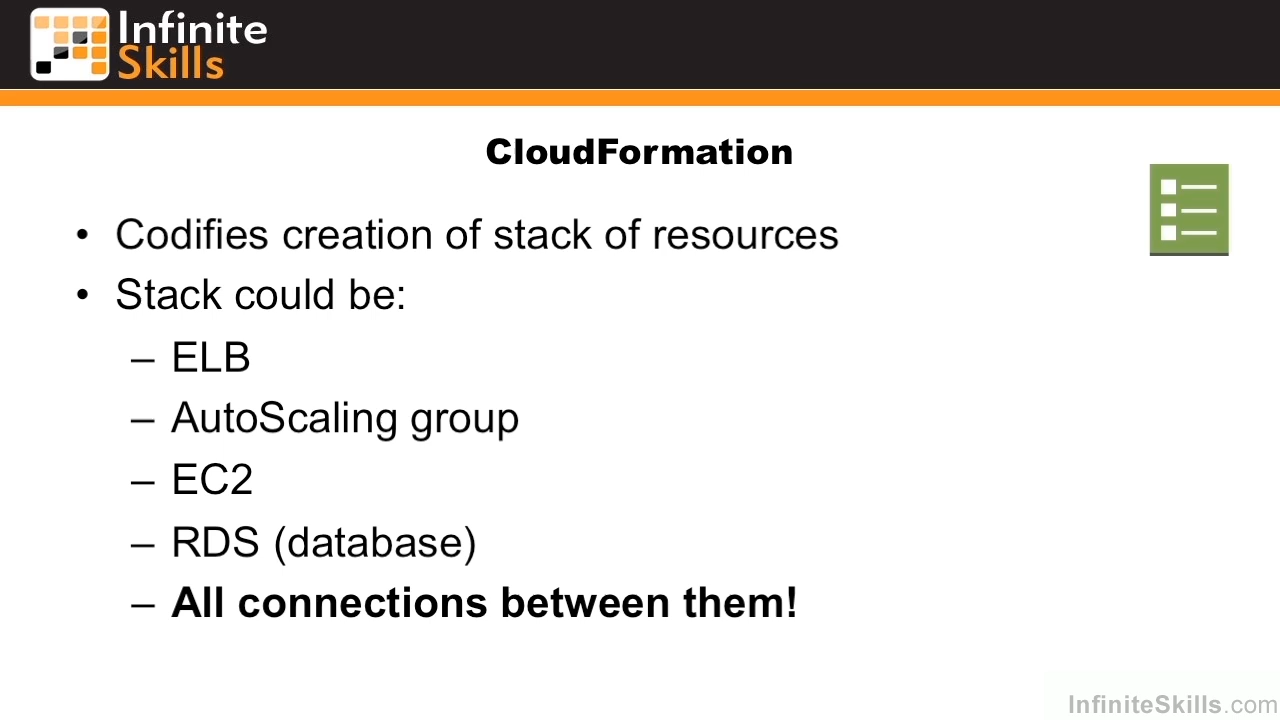 Infinite
Skills
CloudFormation
• Codifies creation of stack of resources
• Stack could be:
– ELB
– AutoScaling group
– EC2
– RDS (database)
– All connections between them!
InfiniteSkills.com